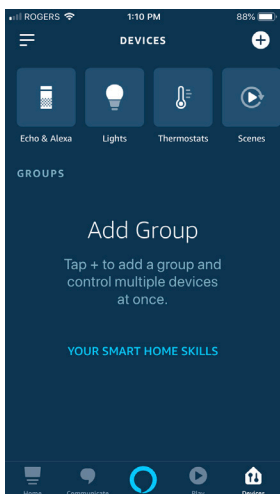 ROGERS 1:10 PM 88%
DEVICES
Echo & Alexa Lights Thermostats Scenes
GROUPS
Add Group
Tap + to add a group and
control multiple devices
at once.
YOUR SMART HOME SKILLS
Home Communicate Play Devices